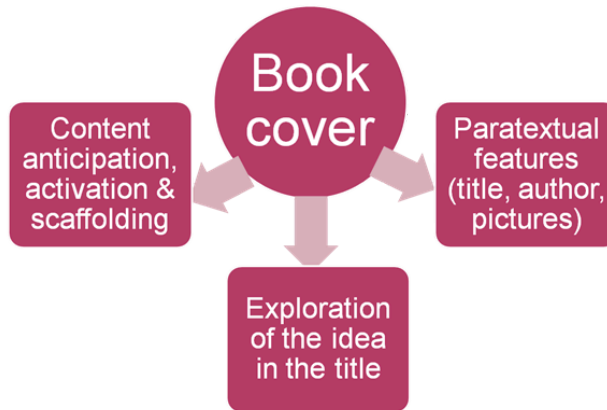 Book
cover
Content
anticipation,
activation &
scaffolding
Paratextual
features
(title, author,
pictures)
Exploration
of the idea
in the title